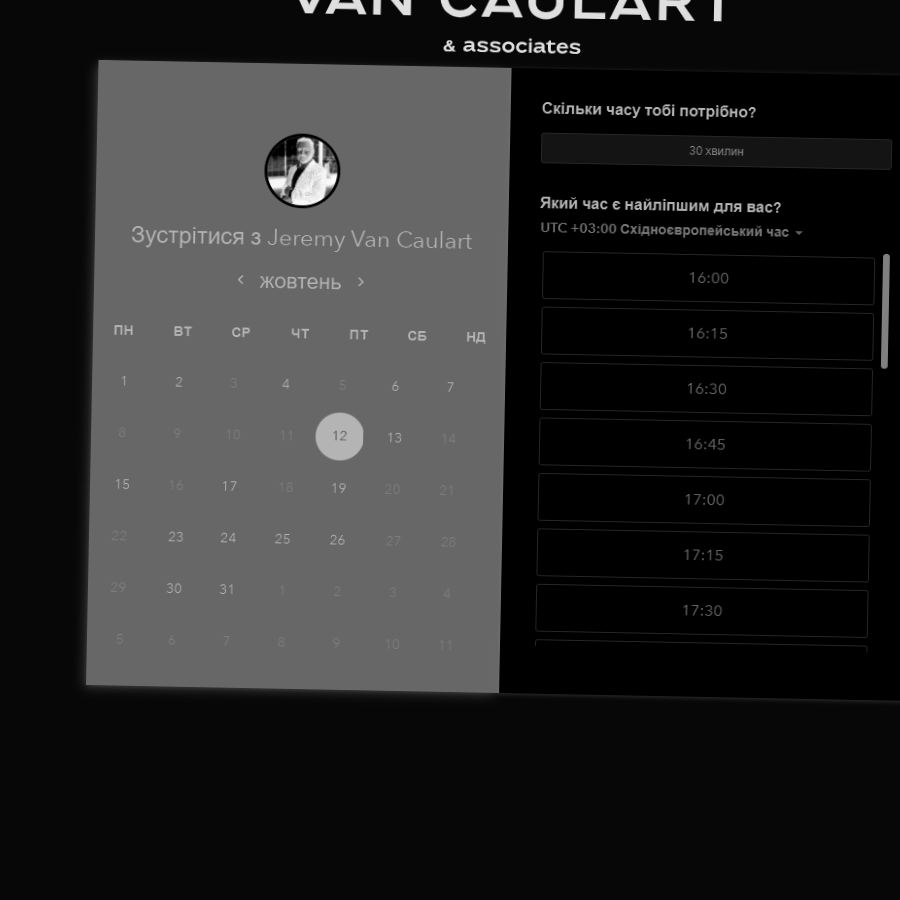 VAN CAULART
& associates
Зустрітися з Jeremy Van Caulart
жовтень
ПН ВТ СР ЧТ ПТ СБ НД
1 2 3 4 5 6 7
8 9 10 11 12 13 14
15 16 17 18 19 20 21
22 23 24 25 26 27 28
29 30 31 1 2 3 4
5 6 7 8 9 10 11
Скільки часу тобі потрібно?
30 хвилин
Який час є найліпшим для вас?
UTC +03:00 Східноєвропейський час
16:00
16:15
16:30
16:45
17:00
17:15
17:30